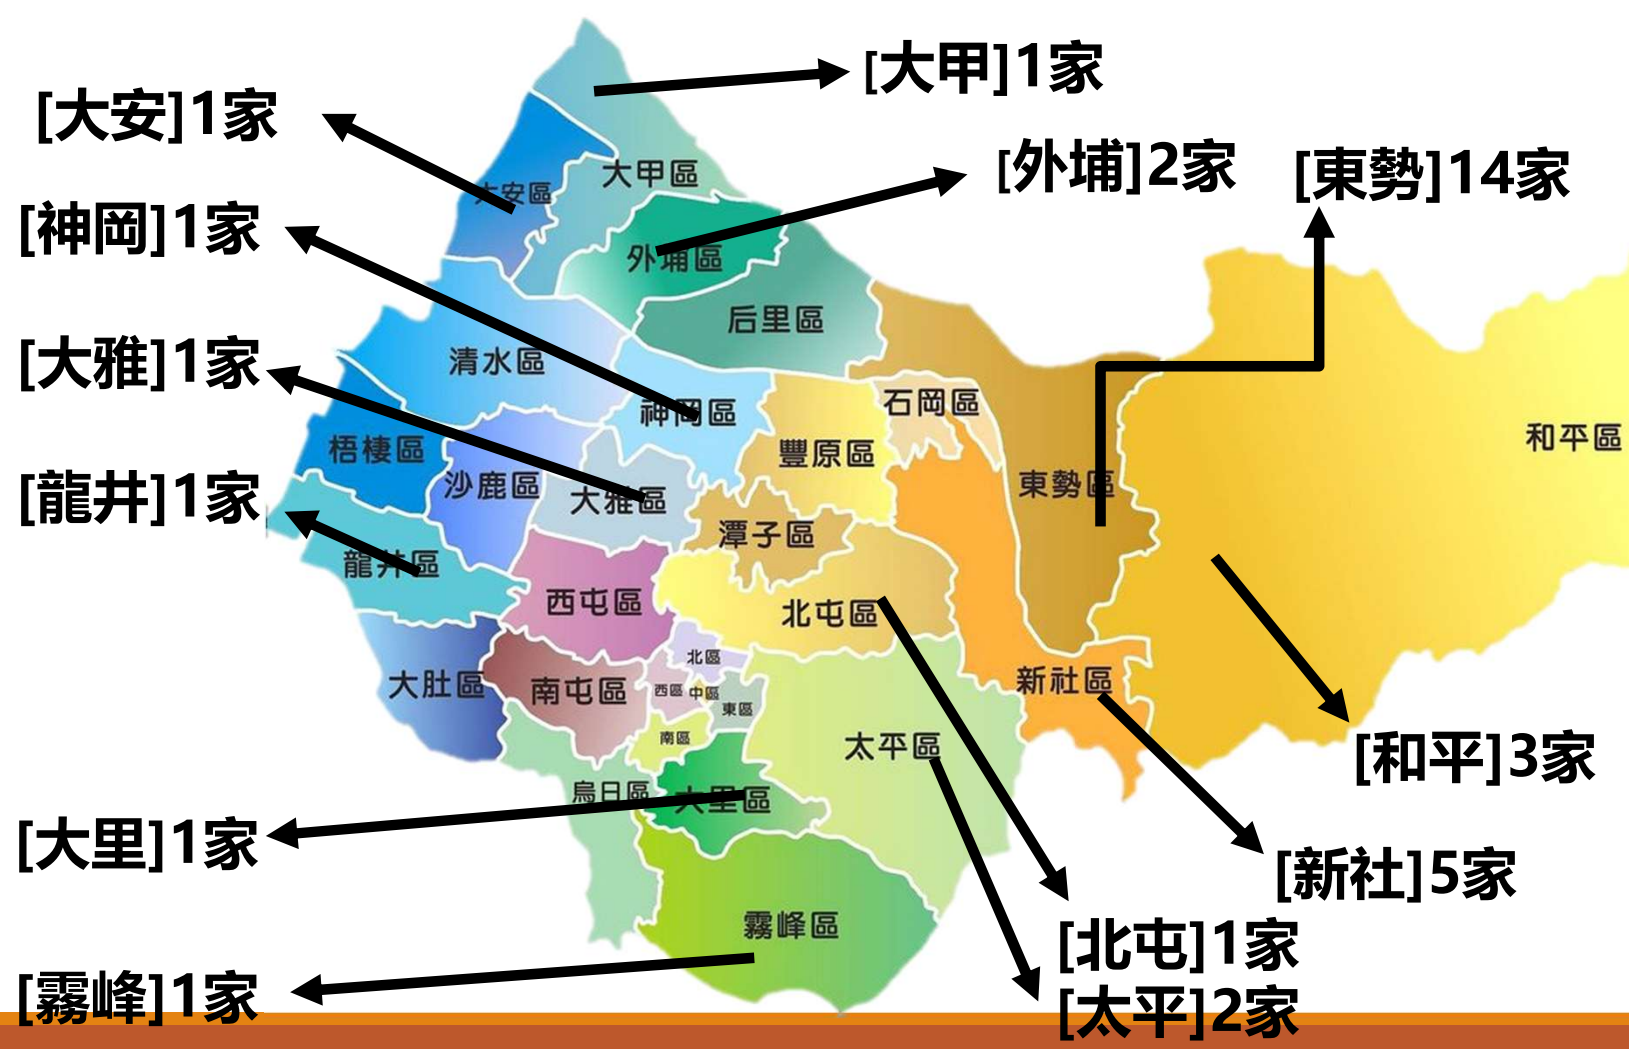 [大甲]1家
[大安]1家
[外埔]2家
[東勢]14家
大甲區
大安區
[神岡]1家
外埔區
后里區
[大雅]1家
清水區
石岡區
神岡區
和平區
梧棲區
豐原區
沙鹿區
東勢區
[龍井]1家
大雅區
潭子區
龍井區
西屯區
北屯區
北區
新社區
大肚區
南屯區
西區
中區
東區
南區
太平區
[和平]3家
烏日區
大里區
[大里]1家
[新社]5家
霧峰區
[北屯]1家
[霧峰]1家
[太平]2家